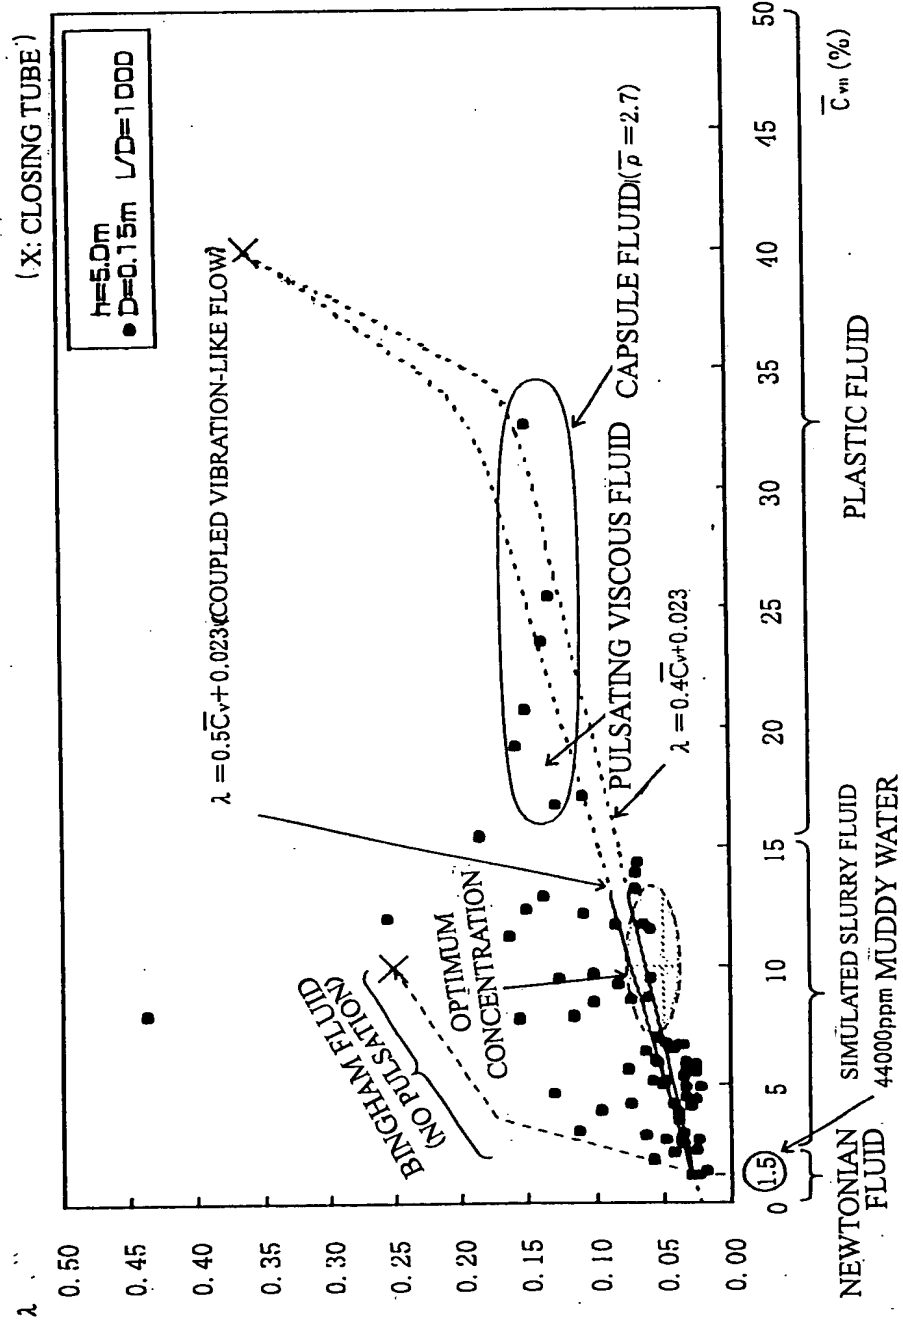 (X: CLOSING TUBE)
h=5.0m
●D=0.15m L/D=1000
λ
0.50
0.45
0.40
0.35
0.30
0.25
0.20
0.15
0.10
0.05
0.00
λ=0.5C̅v+0.023(COUPLED VIBRATION-LIKE FLOW)
BINGHAM FLUID
(NO PULSATION)
OPTIMUM
CONCENTRATION
CAPSULE FLUID(ρ̅=2.7)
PULSATING VISCOUS FLUID
λ=0.4C̅v+0.023
0
1.5
5
10
15
20
25
30
35
40
45
50
C̅vm (%)
NEWTONIAN
FLUID
SIMULATED SLURRY FLUID
44000ppm MUDDY WATER
PLASTIC FLUID